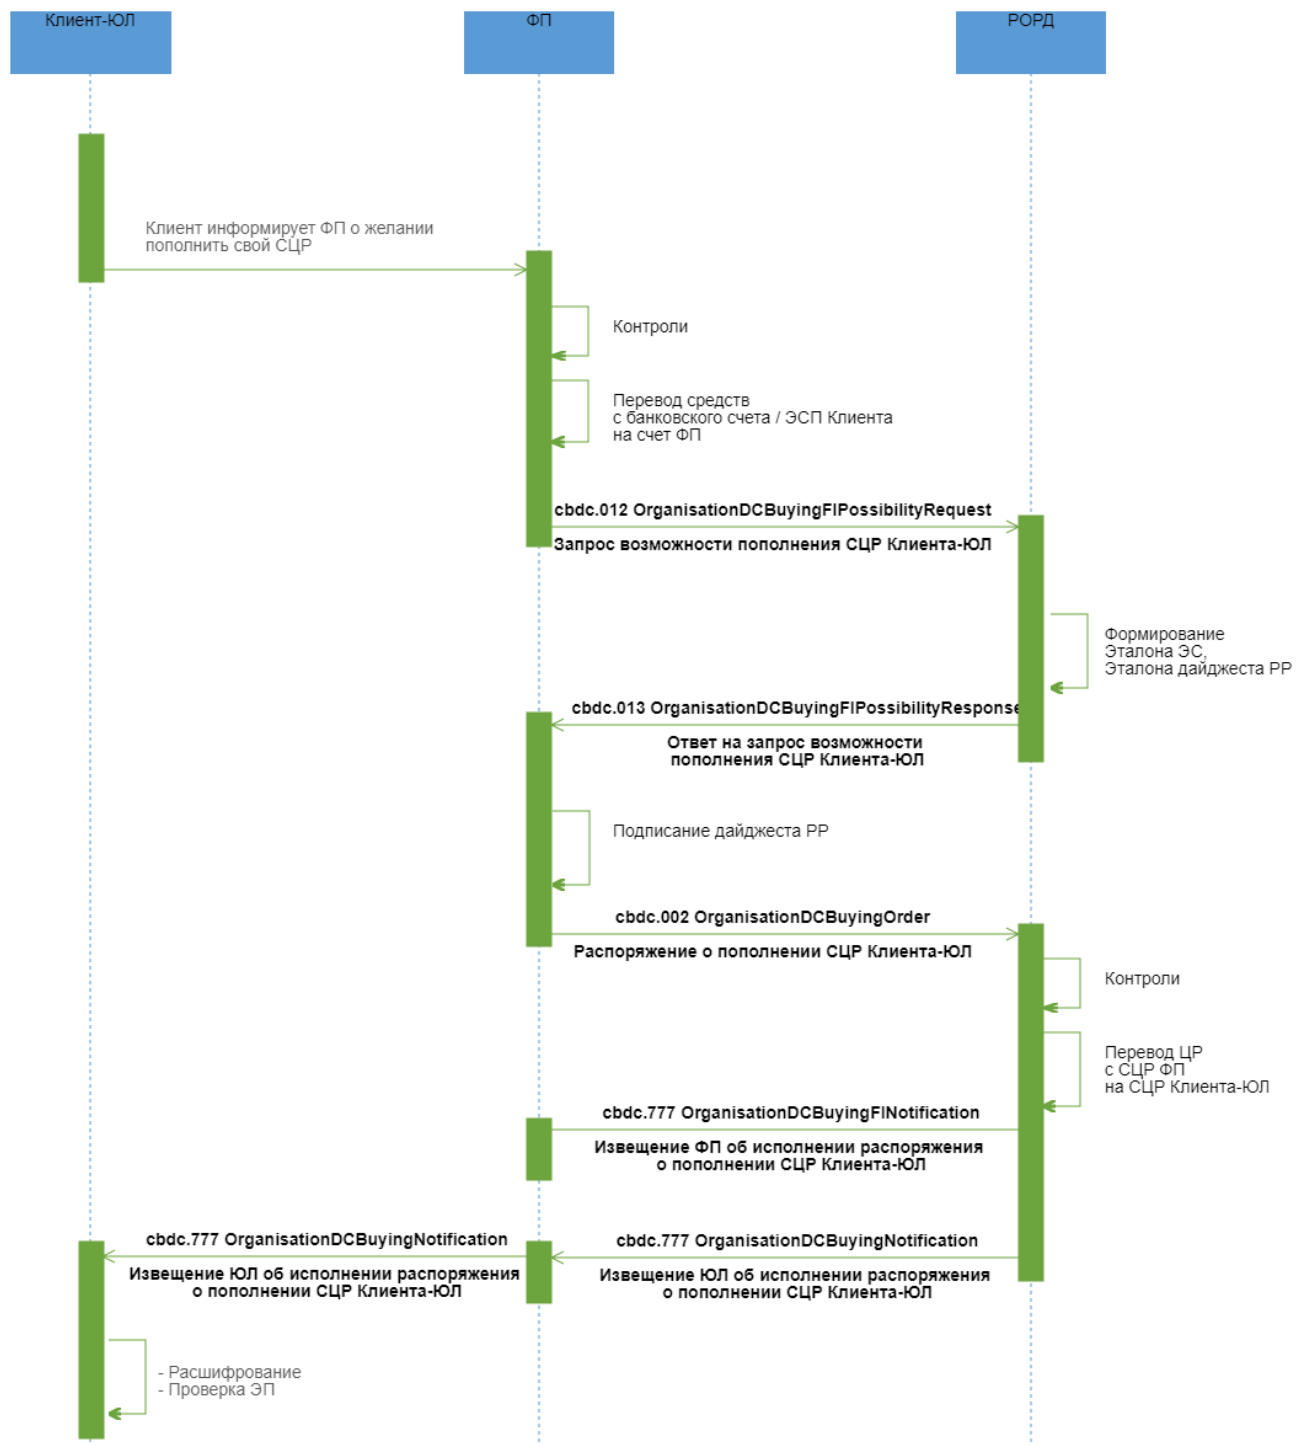 Клиент-ЮЛ
ФП
РОРД
Клиент информирует ФП о желании
пополнить свой СЦР
Контроли
Перевод средств
с банковского счета / ЭСП Клиента
на счет ФП
cbdc.012 OrganisationDCBuyingFIPossibilityRequest
Запрос возможности пополнения СЦР Клиента-ЮЛ
Формирование
Эталона ЭС,
Эталона дайджеста РР
cbdc.013 OrganisationDCBuyingFIPossibilityResponse
Ответ на запрос возможности
пополнения СЦР Клиента-ЮЛ
Подписание дайджеста РР
cbdc.002 OrganisationDCBuyingOrder
Распоряжение о пополнении СЦР Клиента-ЮЛ
Контроли
Перевод ЦР
с СЦР ФП
на СЦР Клиента-ЮЛ
cbdc.777 OrganisationDCBuyingFINotification
Извещение ФП об исполнении распоряжения
о пополнении СЦР Клиента-ЮЛ
cbdc.777 OrganisationDCBuyingNotification
Извещение ЮЛ об исполнении распоряжения
о пополнении СЦР Клиента-ЮЛ
cbdc.777 OrganisationDCBuyingNotification
Извещение ЮЛ об исполнении распоряжения
о пополнении СЦР Клиента-ЮЛ
- Расшифрование
- Проверка ЭП